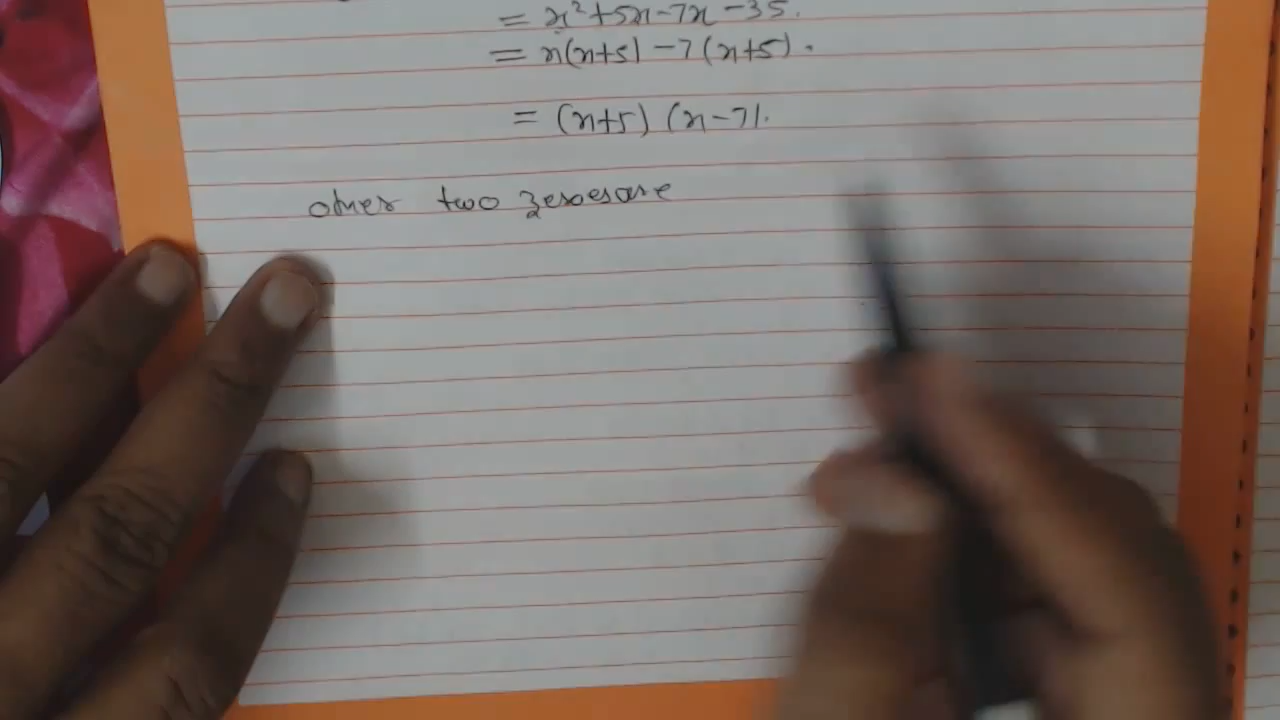 = x²+5x-7x-35.
= x(x+5) -7(x+5).
= (x+5) (x-7).
other two zeroes are